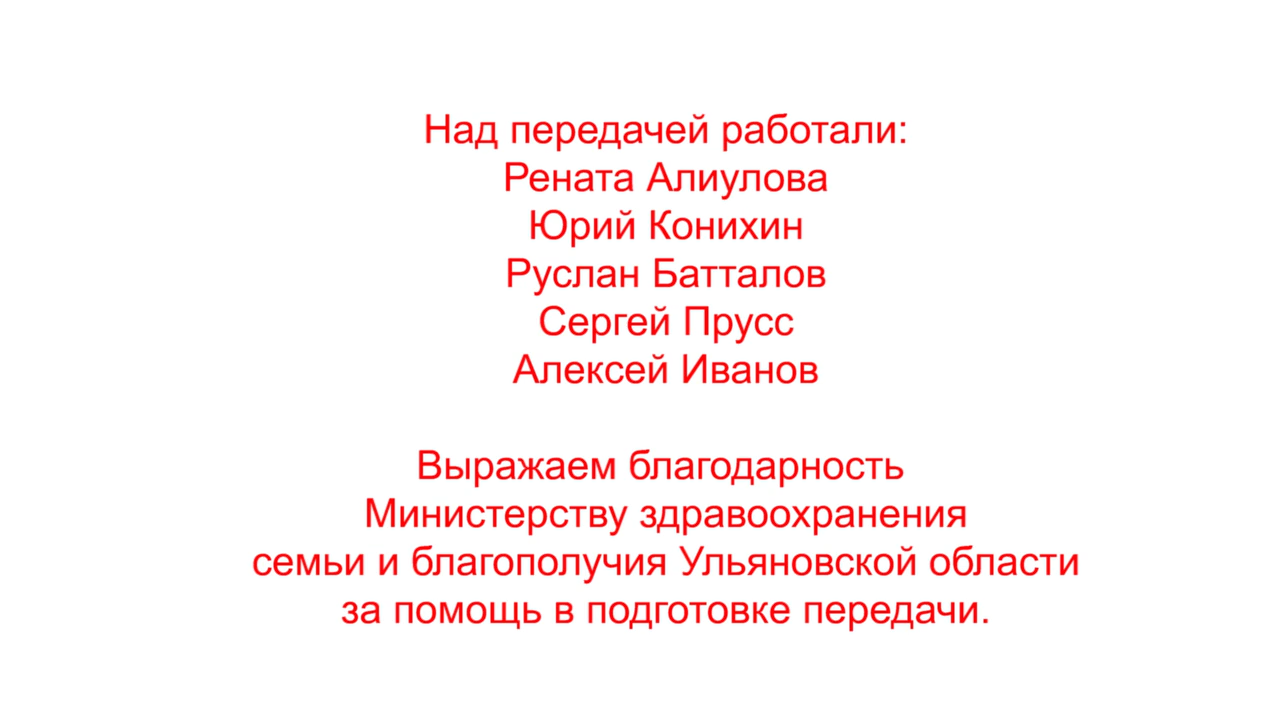 Над передачей работали:
Рената Алиулова
Юрий Конихин
Руслан Батталов
Сергей Прусс
Алексей Иванов
Выражаем благодарность
Министерству здравоохранения
семьи и благополучия Ульяновской области
за помощь в подготовке передачи.